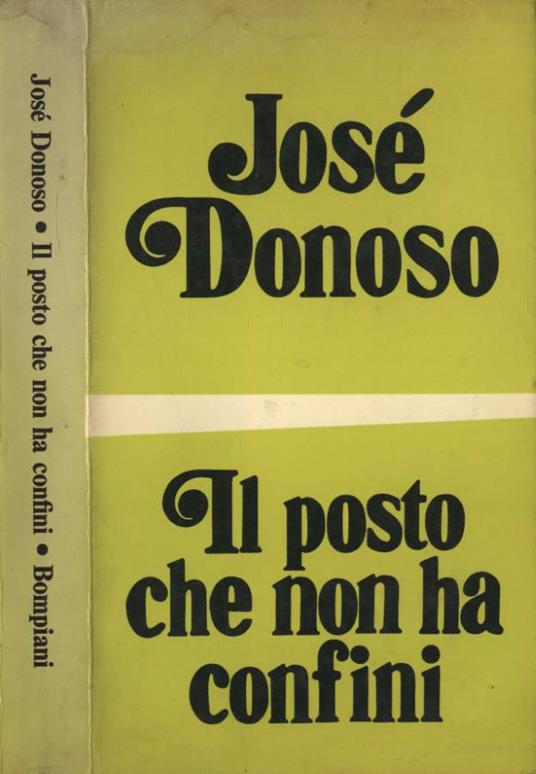 José Donoso • Il posto che non ha confini • Bompiani
José
Donoso
Il posto
che non ha
confini